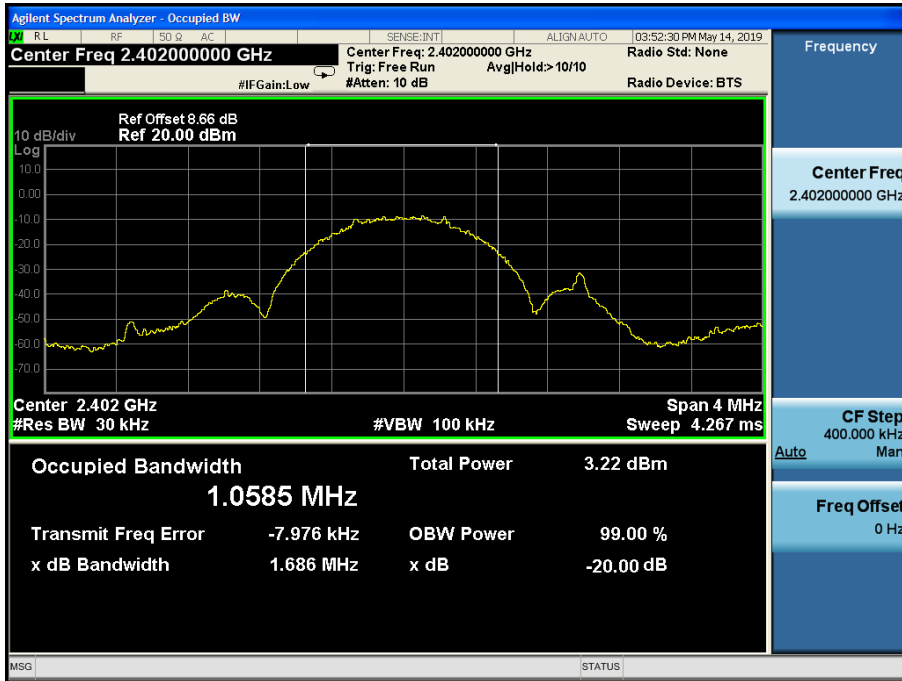 Agilent Spectrum Analyzer - Occupied BW
LXI RL RF 50 Ω AC SENSE:INT ALIGN AUTO 03:52:30 PM May 14, 2019
Center Freq 2.402000000 GHz
Center Freq: 2.402000000 GHz
Radio Std: None
Trig: Free Run Avg|Hold:>10/10
#IFGain:Low
#Atten: 10 dB
Radio Device: BTS
Frequency
Ref Offset 8.66 dB
10 dB/div Ref 20.00 dBm
Log
10.0
0.00
-10.0
-20.0
-30.0
-40.0
-50.0
-60.0
-70.0
Center 2.402 GHz Span 4 MHz
#Res BW 30 kHz #VBW 100 kHz Sweep 4.267 ms
Occupied Bandwidth Total Power 3.22 dBm
1.0585 MHz
Transmit Freq Error -7.976 kHz OBW Power 99.00 %
x dB Bandwidth 1.686 MHz x dB -20.00 dB
Center Freq
2.402000000 GHz
CF Step
400.000 kHz
Auto Man
Freq Offset
0 Hz
MSG STATUS